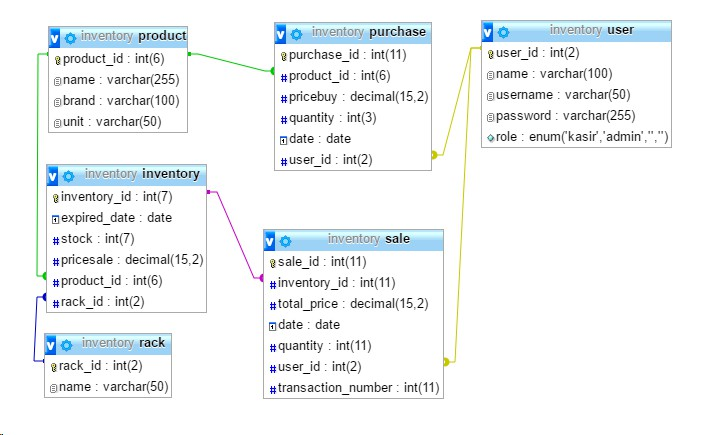 inventory product
product_id : int(6)
name : varchar(255)
brand : varchar(100)
unit : varchar(50)
inventory purchase
purchase_id : int(11)
product_id : int(6)
pricebuy : decimal(15,2)
quantity : int(3)
date : date
user_id : int(2)
inventory user
user_id : int(2)
name : varchar(100)
username : varchar(50)
password : varchar(255)
role : enum('kasir','admin','','')
inventory inventory
inventory_id : int(7)
expired_date : date
stock : int(7)
pricesale : decimal(15,2)
product_id : int(6)
rack_id : int(2)
inventory sale
sale_id : int(11)
inventory_id : int(11)
total_price : decimal(15,2)
date : date
quantity : int(11)
user_id : int(2)
transaction_number : int(11)
inventory rack
rack_id : int(2)
name : varchar(50)